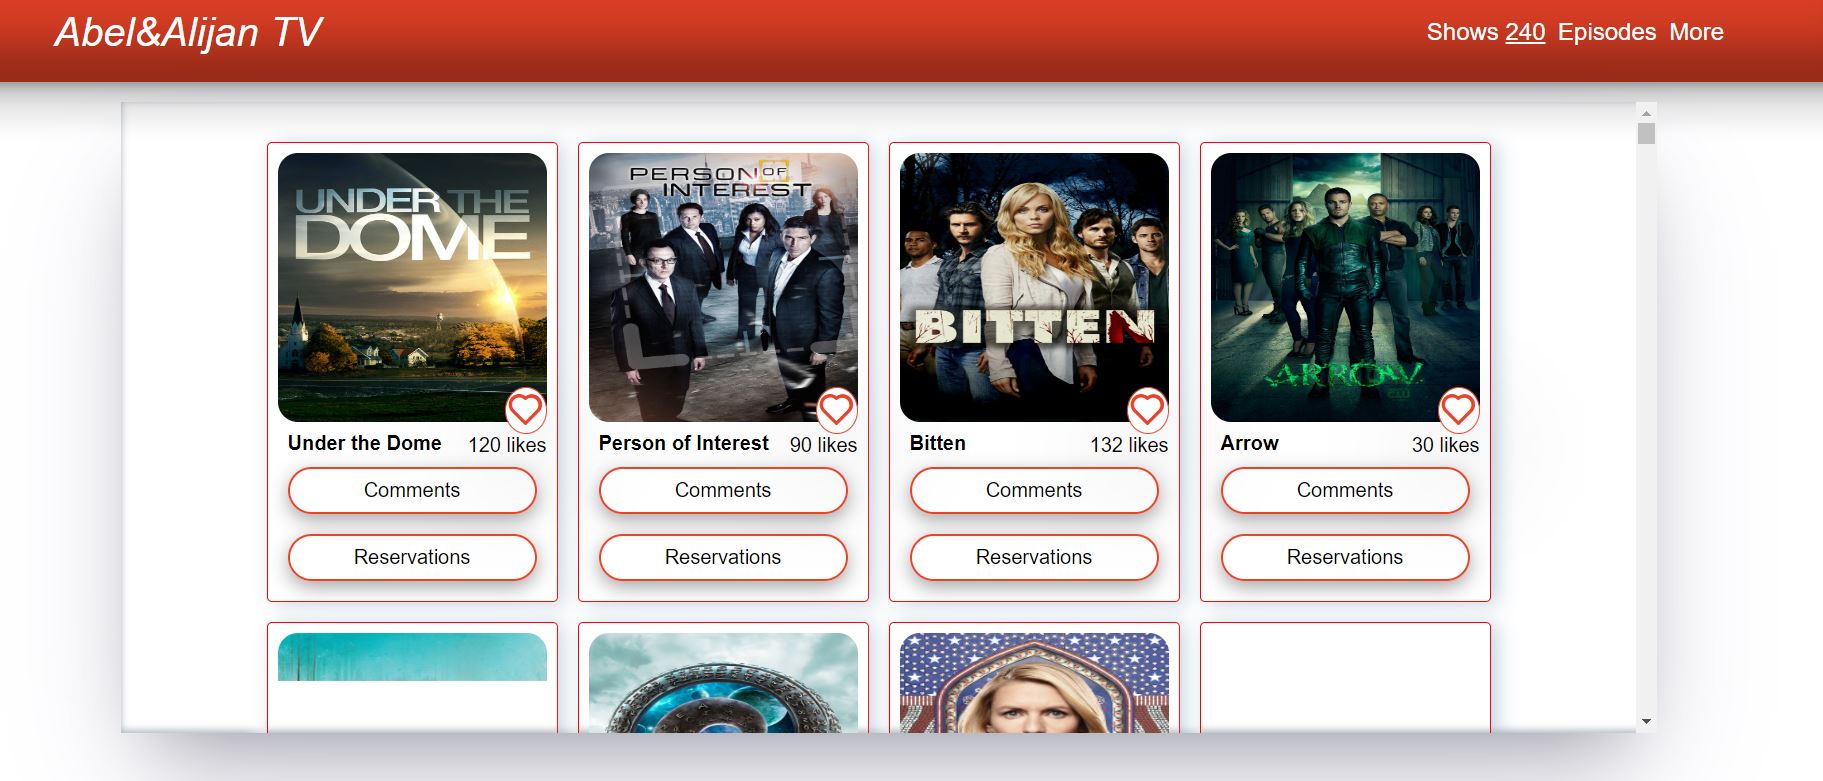 Abel&Alijan TV
Shows 240 Episodes More
UNDER THE
DOME
PERSON OF
INTEREST
BITTEN
ARROW
CW
Under the Dome 120 likes
Person of Interest 90 likes
Bitten 132 likes
Arrow 30 likes
Comments
Comments
Comments
Comments
Reservations
Reservations
Reservations
Reservations